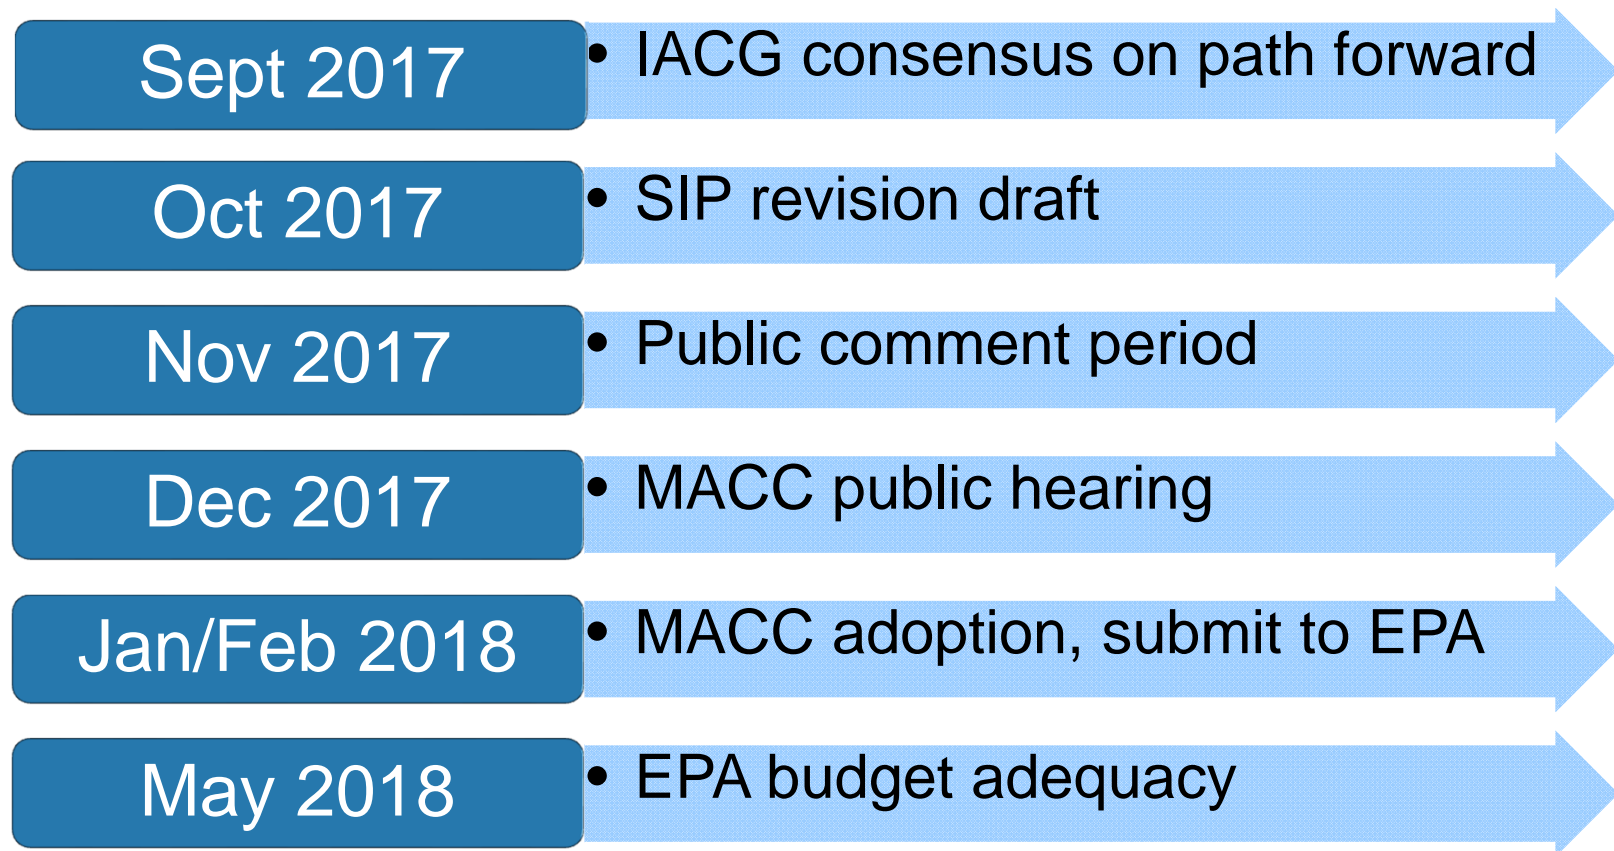 Sept 2017
• IACG consensus on path forward
Oct 2017
• SIP revision draft
Nov 2017
• Public comment period
Dec 2017
• MACC public hearing
Jan/Feb 2018
• MACC adoption, submit to EPA
May 2018
• EPA budget adequacy